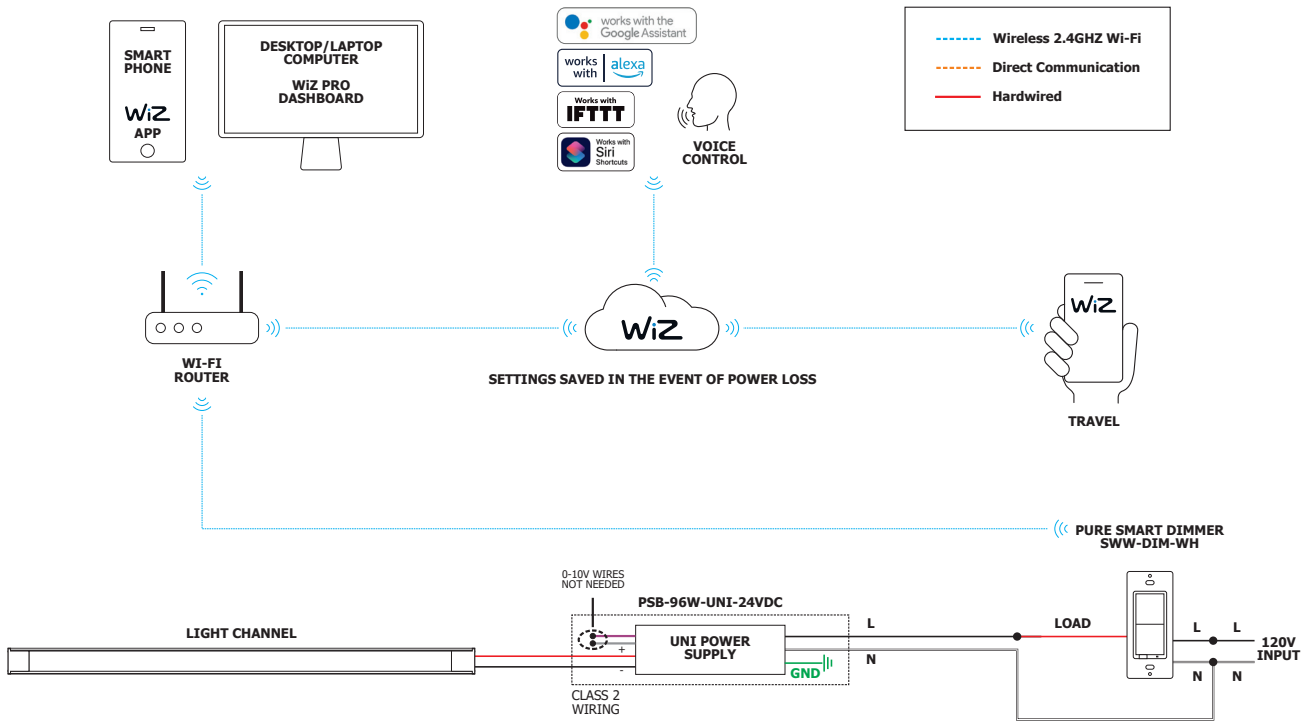 SMART
PHONE
WiZ
APP
DESKTOP/LAPTOP
COMPUTER
WiZ PRO
DASHBOARD
works with the
Google Assistant
works
with
alexa
Works with
IFTTT
Works with
Siri
Shortcuts
VOICE
CONTROL
Wireless 2.4GHZ Wi-Fi
Direct Communication
Hardwired
WI-FI
ROUTER
WiZ
SETTINGS SAVED IN THE EVENT OF POWER LOSS
WiZ
TRAVEL
PURE SMART DIMMER
SWW-DIM-WH
0-10V WIRES
NOT NEEDED
PSB-96W-UNI-24VDC
LIGHT CHANNEL
+
-
UNI POWER
SUPPLY
GND
CLASS 2
WIRING
L
N
LOAD
L
L
N
N
120V
INPUT